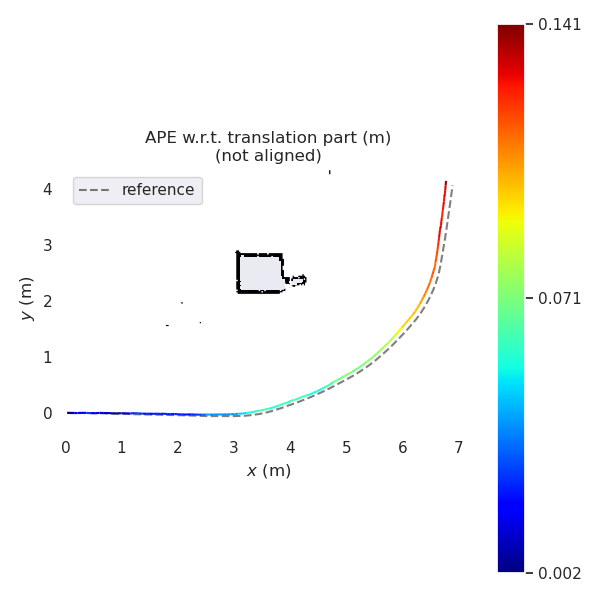 APE w.r.t. translation part (m)
(not aligned)
reference
4
3
2
1
0
y (m)
0 1 2 3 4 5 6 7
x (m)
0.141
0.071
0.002